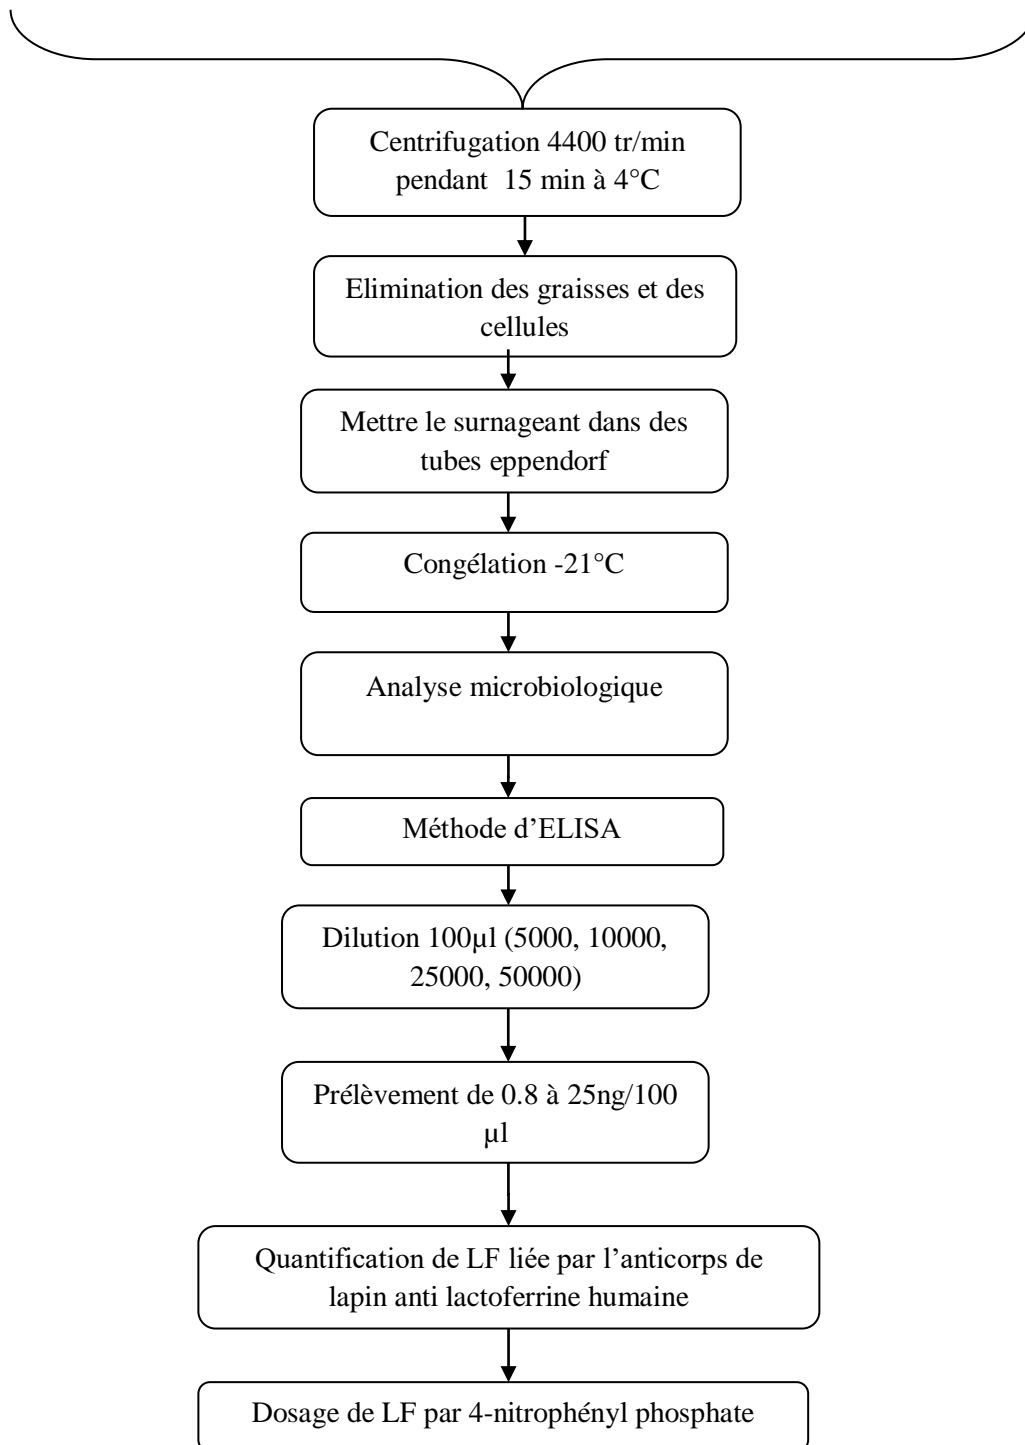 Centrifugation 4400 tr/min
pendant  15 min à 4°C
Elimination des graisses et des
cellules
Mettre le surnageant dans des
tubes eppendorf
Congélation -21°C
Analyse microbiologique
Méthode d’ELISA
Dilution 100µl (5000, 10000,
25000, 50000)
Prélèvement de 0.8 à 25ng/100
µl
Quantification de LF liée par l’anticorps de
lapin anti lactoferrine humaine
Dosage de LF par 4-nitrophényl phosphate